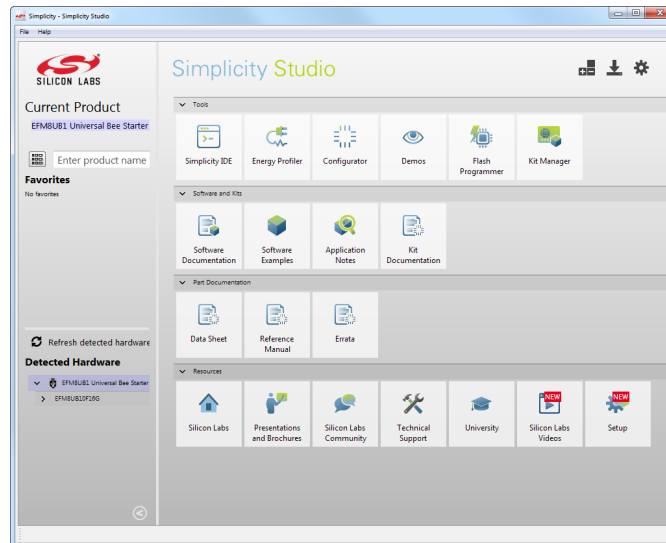 Simplicity - Simplicity Studio
File Help
SILICON LABS
Simplicity Studio
Current Product
EFM8UB1 Universal Bee Starter
Enter product name
Favorites
No favorites
Refresh detected hardware
Detected Hardware
EFM8UB1 Universal Bee Starter
EFM8UB10F16G
Tools
Simplicity IDE
Energy Profiler
Configurator
Demos
Flash
Programmer
Kit Manager
Software and Kits
Software
Documentation
Software
Examples
Application
Notes
Kit
Documentation
Part Documentation
Data Sheet
Reference
Manual
Errata
Resources
Silicon Labs
Presentations
and Brochures
Silicon Labs
Community
Technical
Support
University
NEW
Silicon Labs
Videos
NEW
Setup